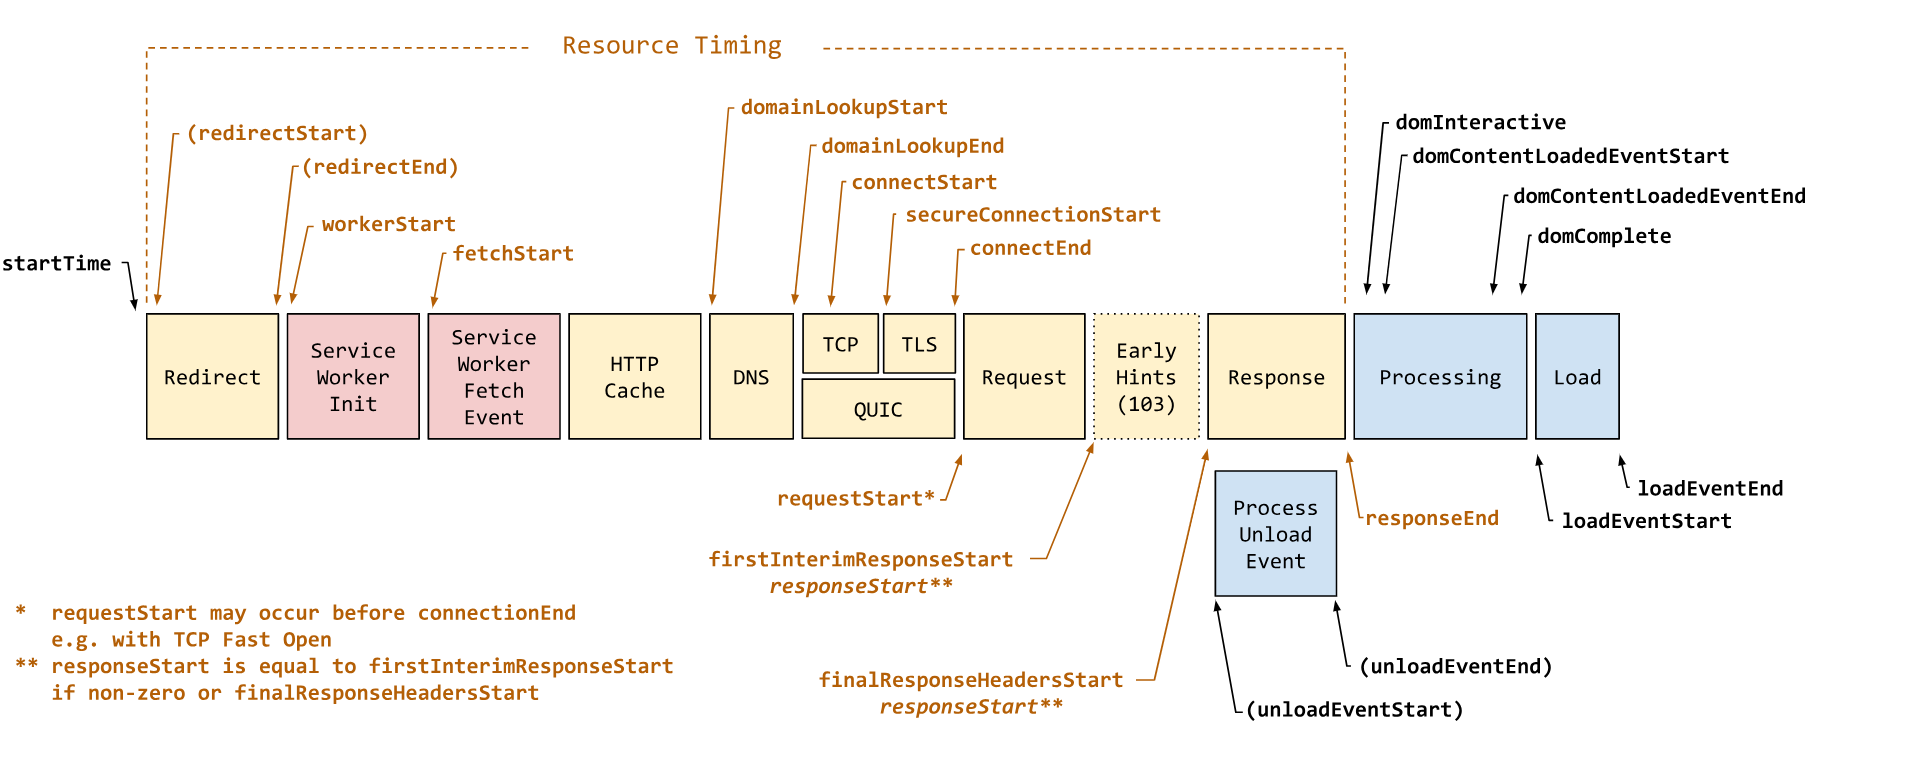 Resource Timing
domainLookupStart
domInteractive
(redirectStart)
domainLookupEnd
domContentLoadedEventStart
(redirectEnd)
connectStart
domContentLoadedEventEnd
secureConnectionStart
workerStart
domComplete
connectEnd
fetchStart
startTime
Redirect
Service
Worker
Init
Service
Worker
Fetch
Event
HTTP
Cache
DNS
TCP
TLS
QUIC
Request
Early
Hints
(103)
Response
Processing
Load
requestStart*
loadEventEnd
responseEnd
loadEventStart
Process
Unload
Event
firstInterimResponseStart
responseStart**
* requestStart may occur before connectionEnd
e.g. with TCP Fast Open
** responseStart is equal to firstInterimResponseStart
if non-zero or finalResponseHeadersStart
(unloadEventEnd)
finalResponseHeadersStart
responseStart**
(unloadEventStart)